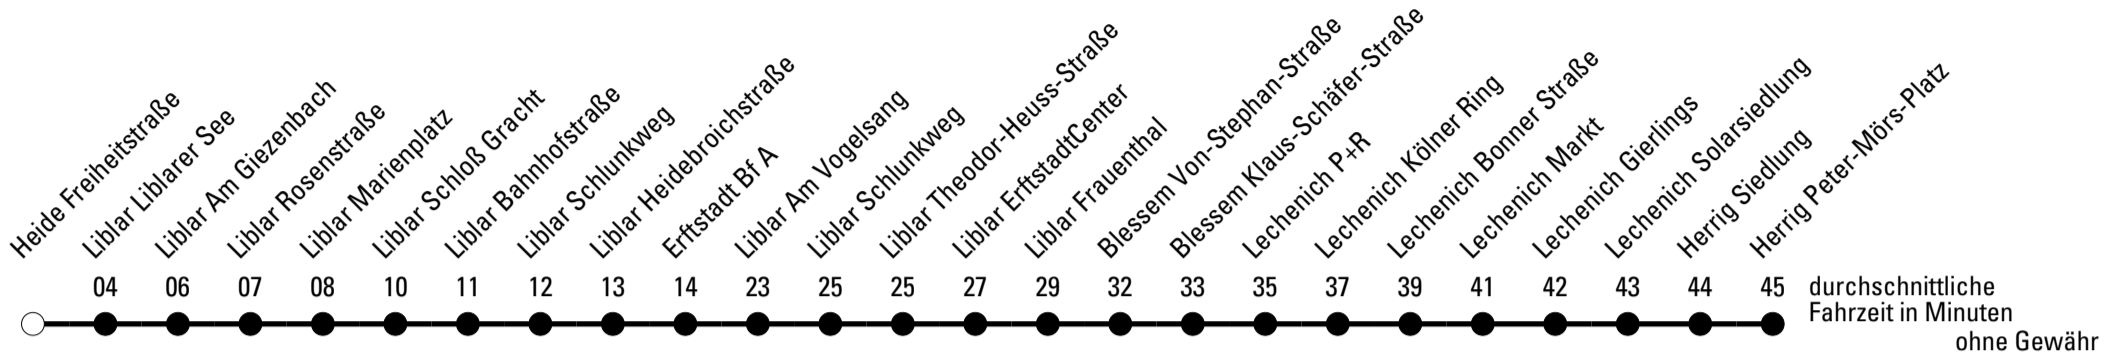 Heide Freiheitstraße
Liblar Liblarer See
Liblar Am Giezenbach
Liblar Rosenstraße
Liblar Marienplatz
Liblar Schloß Gracht
Liblar Bahnhofstraße
Liblar Schlunkweg
Liblar Heidebroichstraße
Erftstadt Bf A
Liblar Am Vogelsang
Liblar Schlunkweg
Liblar Theodor-Heuss-Straße
Liblar ErftstadtCenter
Liblar Frauenthal
Blessem Von-Stephan-Straße
Blessem Klaus-Schäfer-Straße
Lechenich P+R
Lechenich Kölner Ring
Lechenich Bonner Straße
Lechenich Markt
Lechenich Gierlings
Lechenich Solarsiedlung
Herrig Siedlung
Herrig Peter-Mörs-Platz
04 06 07 08 10 11 12 13 14 23 25 25 27 29 32 33 35 37 39 41 42 43 44 45
durchschnittliche
Fahrzeit in Minuten
ohne Gewähr